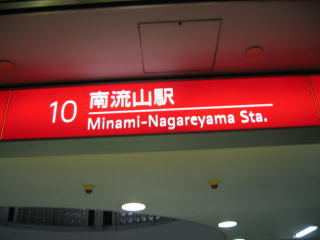 10 南流山駅
Minami-Nagareyama Sta.